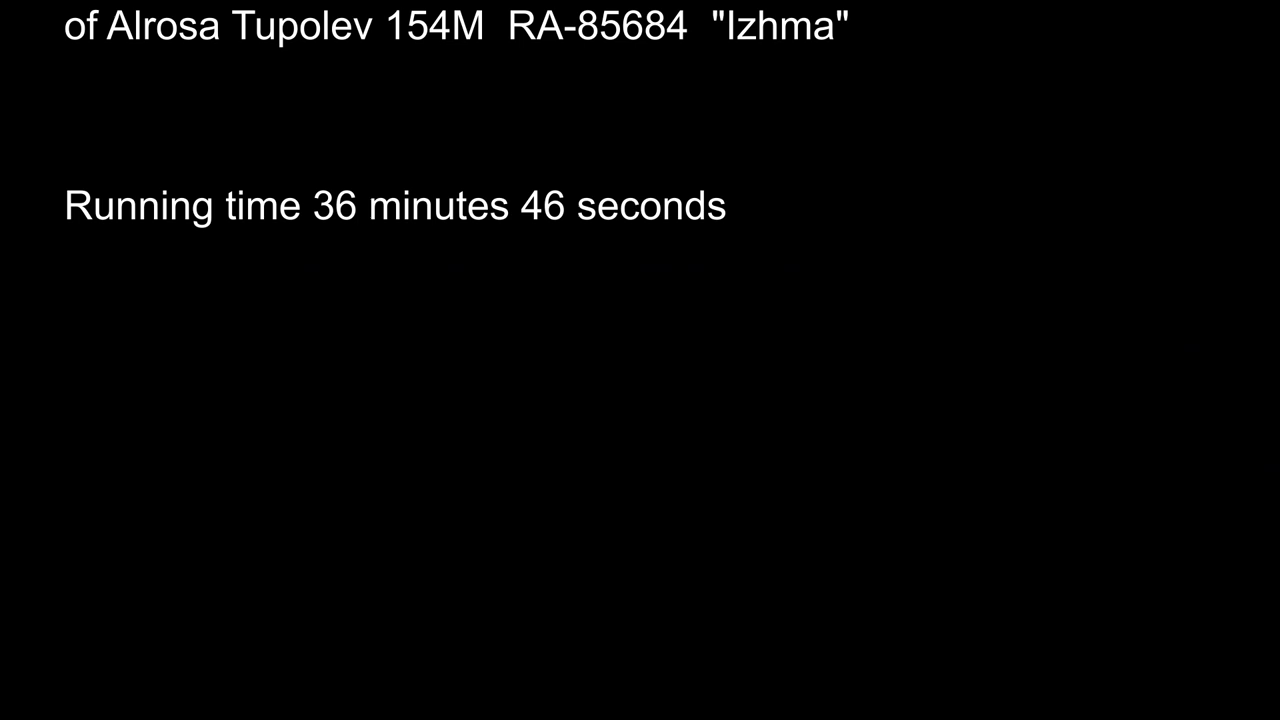 of Alrosa Tupolev 154M  RA-85684  "Izhma"
Running time 36 minutes 46 seconds